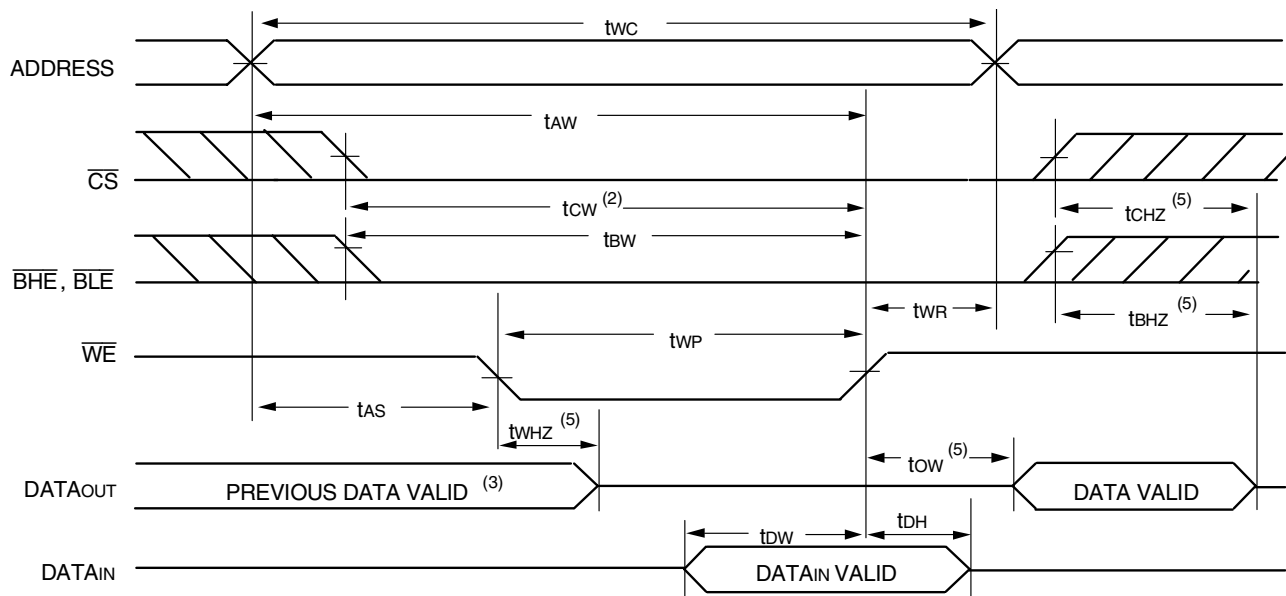 tWC
ADDRESS
tAW
CS
tCW (2)
tCHZ (5)
tBW
BHE, BLE
tWR
tBHZ (5)
tWP
WE
tAS
tWHZ (5)
tOW (5)
DATAOUT
PREVIOUS DATA VALID (3)
DATA VALID
tDW
tDH
DATAIN
DATAIN VALID